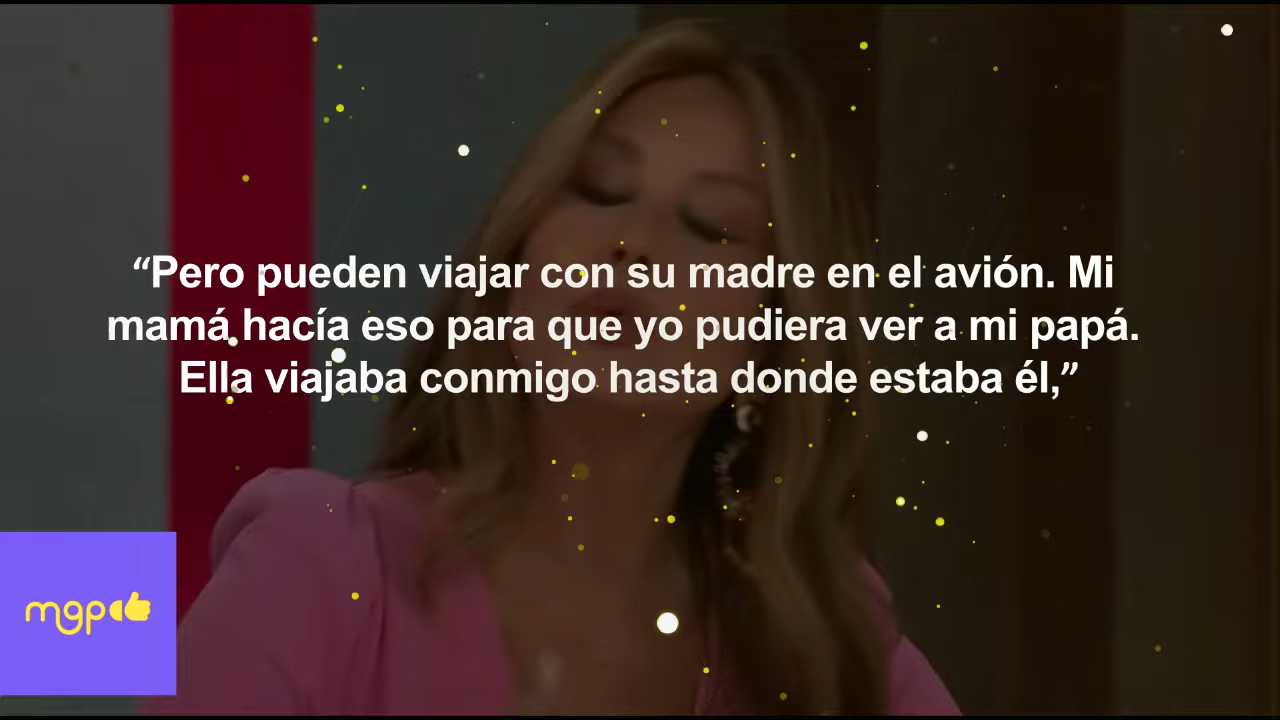 “Pero pueden viajar con su madre en el avión. Mi
mamá hacía eso para que yo pudiera ver a mi papá.
Ella viajaba conmigo hasta donde estaba él,”
mgp